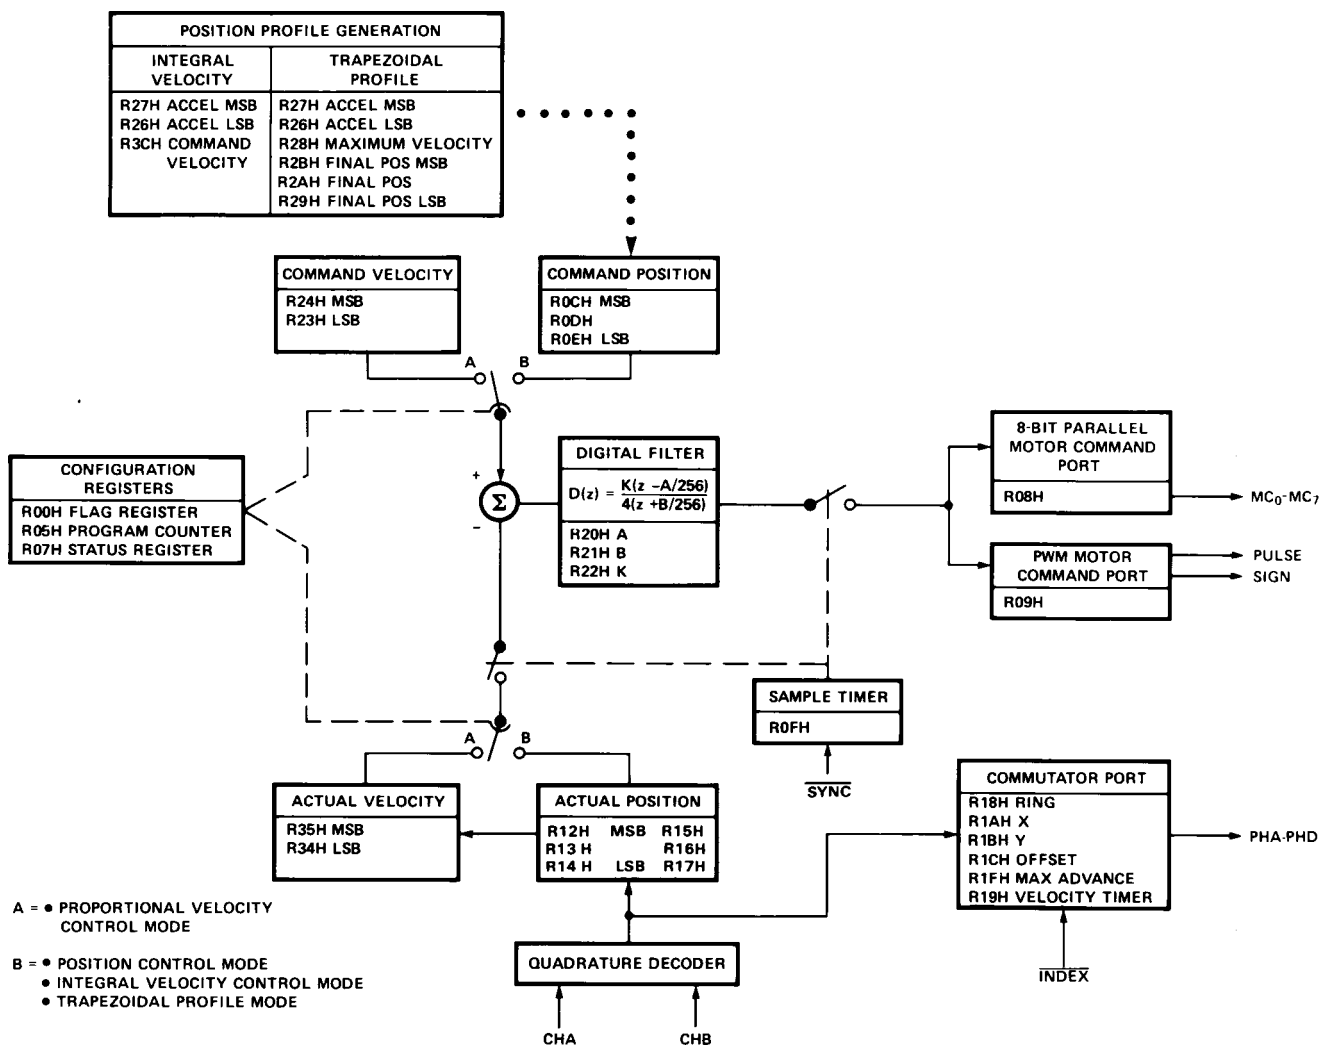 POSITION PROFILE GENERATION
INTEGRAL
VELOCITY
R27H ACCEL MSB
R26H ACCEL LSB
R3CH COMMAND
VELOCITY
TRAPEZOIDAL
PROFILE
R27H ACCEL MSB
R26H ACCEL LSB
R28H MAXIMUM VELOCITY
R2BH FINAL POS MSB
R2AH FINAL POS
R29H FINAL POS LSB
COMMAND VELOCITY
R24H MSB
R23H LSB
COMMAND POSITION
R0CH MSB
R0DH
R0EH LSB
A
B
CONFIGURATION
REGISTERS
R00H FLAG REGISTER
R05H PROGRAM COUNTER
R07H STATUS REGISTER
+
Σ
−
DIGITAL FILTER
D(z) = K(z −A/256)
4(z +B/256)
R20H A
R21H B
R22H K
8-BIT PARALLEL
MOTOR COMMAND
PORT
R08H
MC₀-MC₇
PWM MOTOR
COMMAND PORT
R09H
PULSE
SIGN
SAMPLE TIMER
R0FH
SYNC
A
B
ACTUAL VELOCITY
R35H MSB
R34H LSB
ACTUAL POSITION
R12H MSB R15H
R13 H R16H
R14 H LSB R17H
COMMUTATOR PORT
R18H RING
R1AH X
R1BH Y
R1CH OFFSET
R1FH MAX ADVANCE
R19H VELOCITY TIMER
PHA-PHD
INDEX
QUADRATURE DECODER
CHA
CHB
A = • PROPORTIONAL VELOCITY
CONTROL MODE
B = • POSITION CONTROL MODE
• INTEGRAL VELOCITY CONTROL MODE
• TRAPEZOIDAL PROFILE MODE